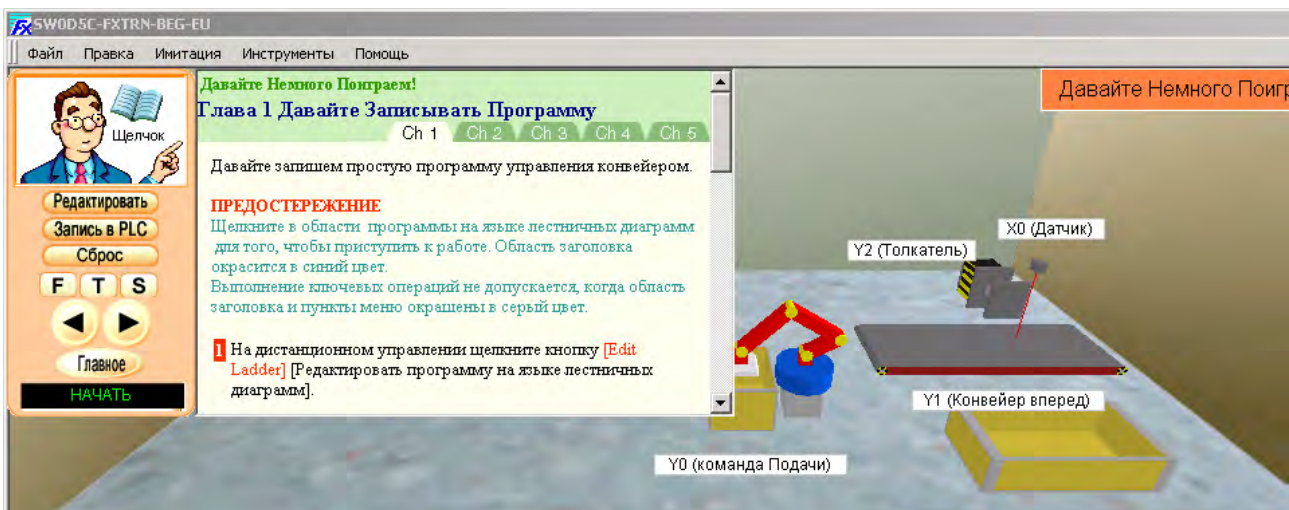 SW0D5C-FXTRN-BEG-EU
Файл Правка Имитация Инструменты Помощь
Щелчок
Редактировать
Запись в PLC
Сброс
F T S
Главное
НАЧАТЬ
Давайте Немного Поиграем!
Глава 1 Давайте Записывать Программу
Ch 1 Ch 2 Ch 3 Ch 4 Ch 5
Давайте запишем простую программу управления конвейером.
ПРЕДОСТЕРЕЖЕНИЕ
Щелкните в области программы на языке лестничных диаграмм
для того, чтобы приступить к работе. Область заголовка
окрасится в синий цвет.
Выполнение ключевых операций не допускается, когда область
заголовка и пункты меню окрашены в серый цвет.
1 На дистанционном управлении щелкните кнопку [Edit
Ladder] [Редактировать программу на языке лестничных
диаграмм].
Давайте Немного Поигр
X0 (Датчик)
Y2 (Толкатель)
Y1 (Конвейер вперед)
Y0 (команда Подачи)